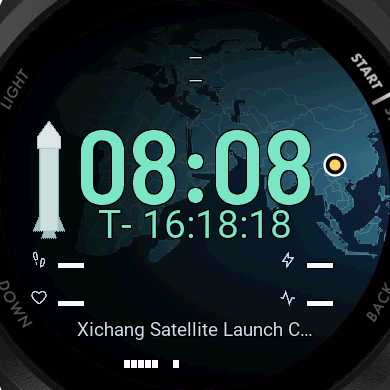 LIGHT
START
08:08
T- 16:18:18
Xichang Satellite Launch C...
DOWN
BACK